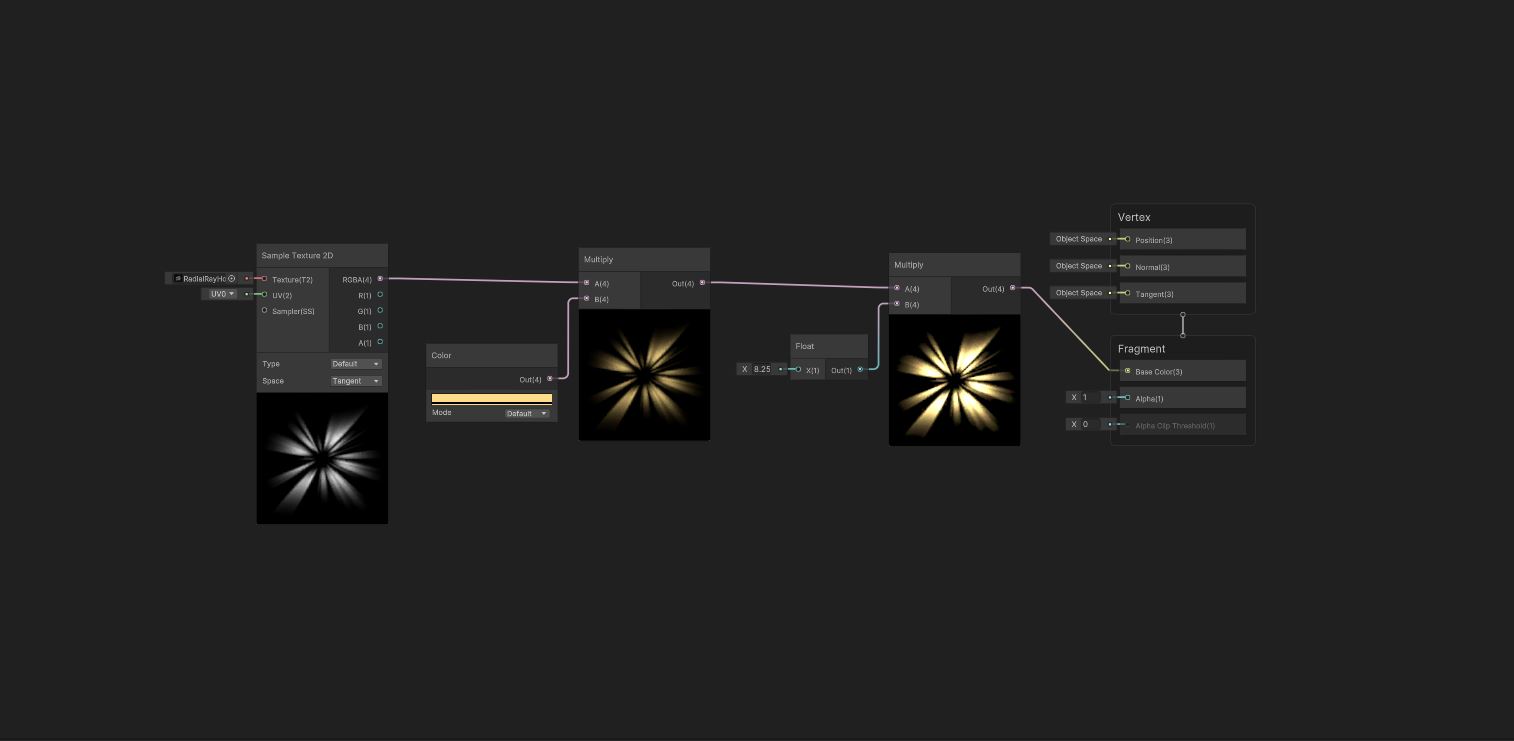 Sample Texture 2D
RadialRayHo
Texture(T2)
RGBA(4)
UV0
UV(2)
R(1)
Sampler(SS)
G(1)
B(1)
A(1)
Type
Default
Space
Tangent
Color
Out(4)
Mode
Default
Multiply
A(4)
Out(4)
B(4)
Float
X 8.25
X(1)
Out(1)
Multiply
A(4)
Out(4)
B(4)
Vertex
Object Space
Position(3)
Object Space
Normal(3)
Object Space
Tangent(3)
Fragment
Base Color(3)
X 1
Alpha(1)
X 0
Alpha Clip Threshold(1)